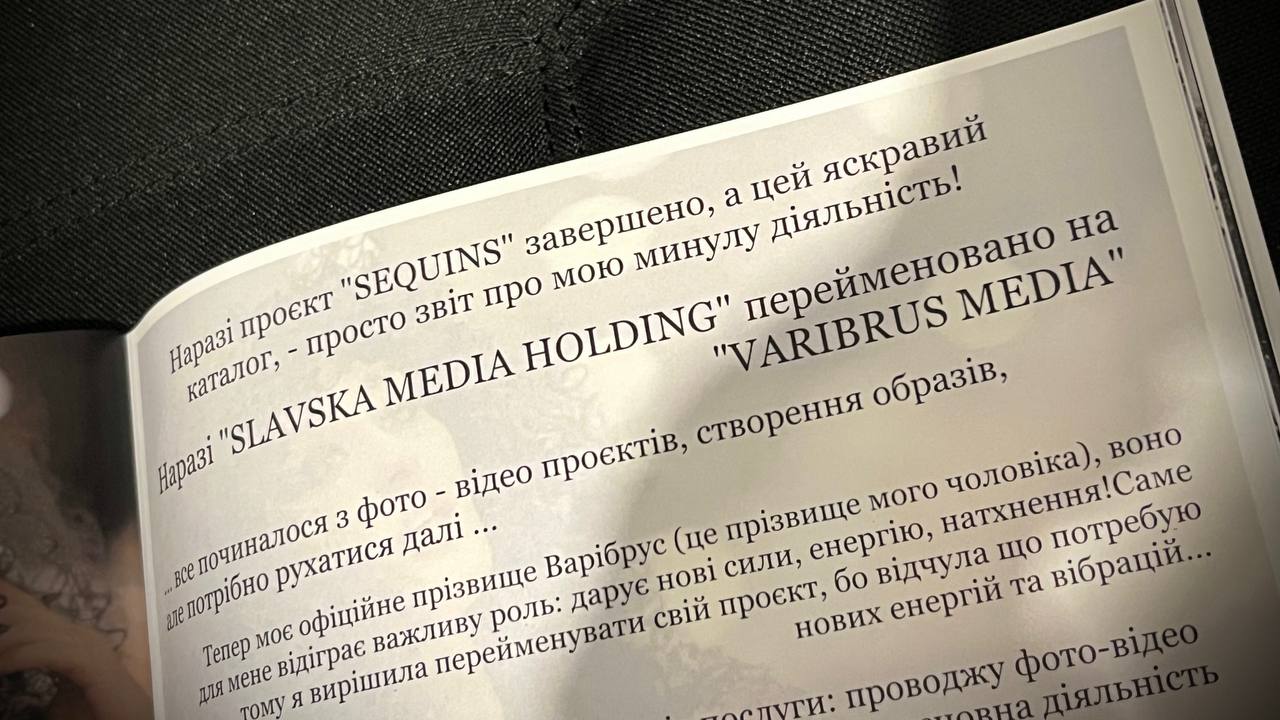 Наразі проєкт "SEQUINS" завершено, а цей яскравий
каталог, - просто звіт про мою минулу діяльність!
Наразі "SLAVSKA MEDIA HOLDING" перейменовано на
"VARIBRUS MEDIA"
...все починалося з фото - відео проєктів, створення образів,
але потрібно рухатися далі ...
Тепер моє офіційне прізвище Варібрус (це прізвище мого чоловіка), воно
для мене відіграє важливу роль: дарує нові сили, енергію, натхнення!Саме
тому я вирішила перейменувати свій проєкт, бо відчула що потребую
нових енергій та вібрацій...
послуги: проводжу фото-відео
діяльність